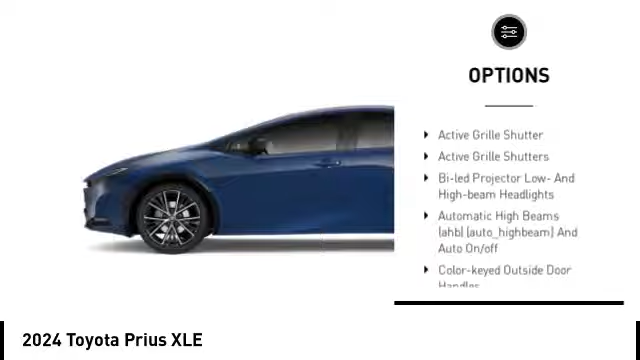 OPTIONS
Active Grille Shutter
Active Grille Shutters
Bi-led Projector Low- And
High-beam Headlights
Automatic High Beams
(ahb) [auto_highbeam] And
Auto On/off
Color-keyed Outside Door
Handles
2024 Toyota Prius XLE